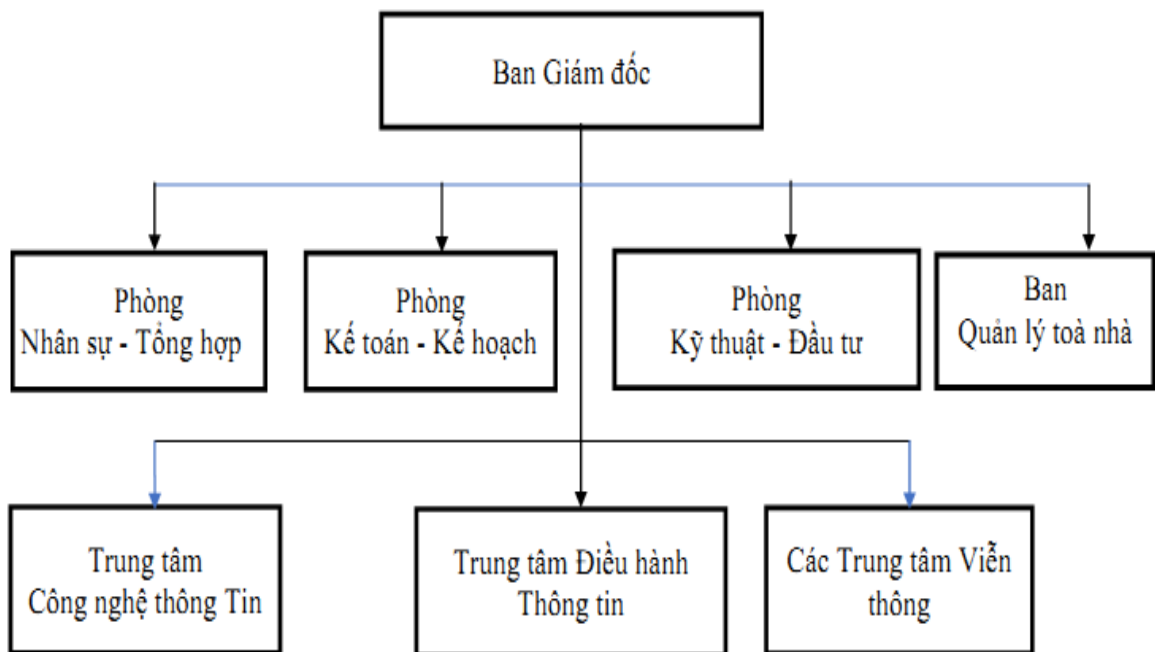 Ban Giám đốc
Phòng
Nhân sự - Tổng hợp
Phòng
Kế toán - Kế hoạch
Phòng
Kỹ thuật - Đầu tư
Ban
Quản lý toà nhà
Trung tâm
Công nghệ thông Tin
Trung tâm Điều hành
Thông tin
Các Trung tâm Viễn
thông